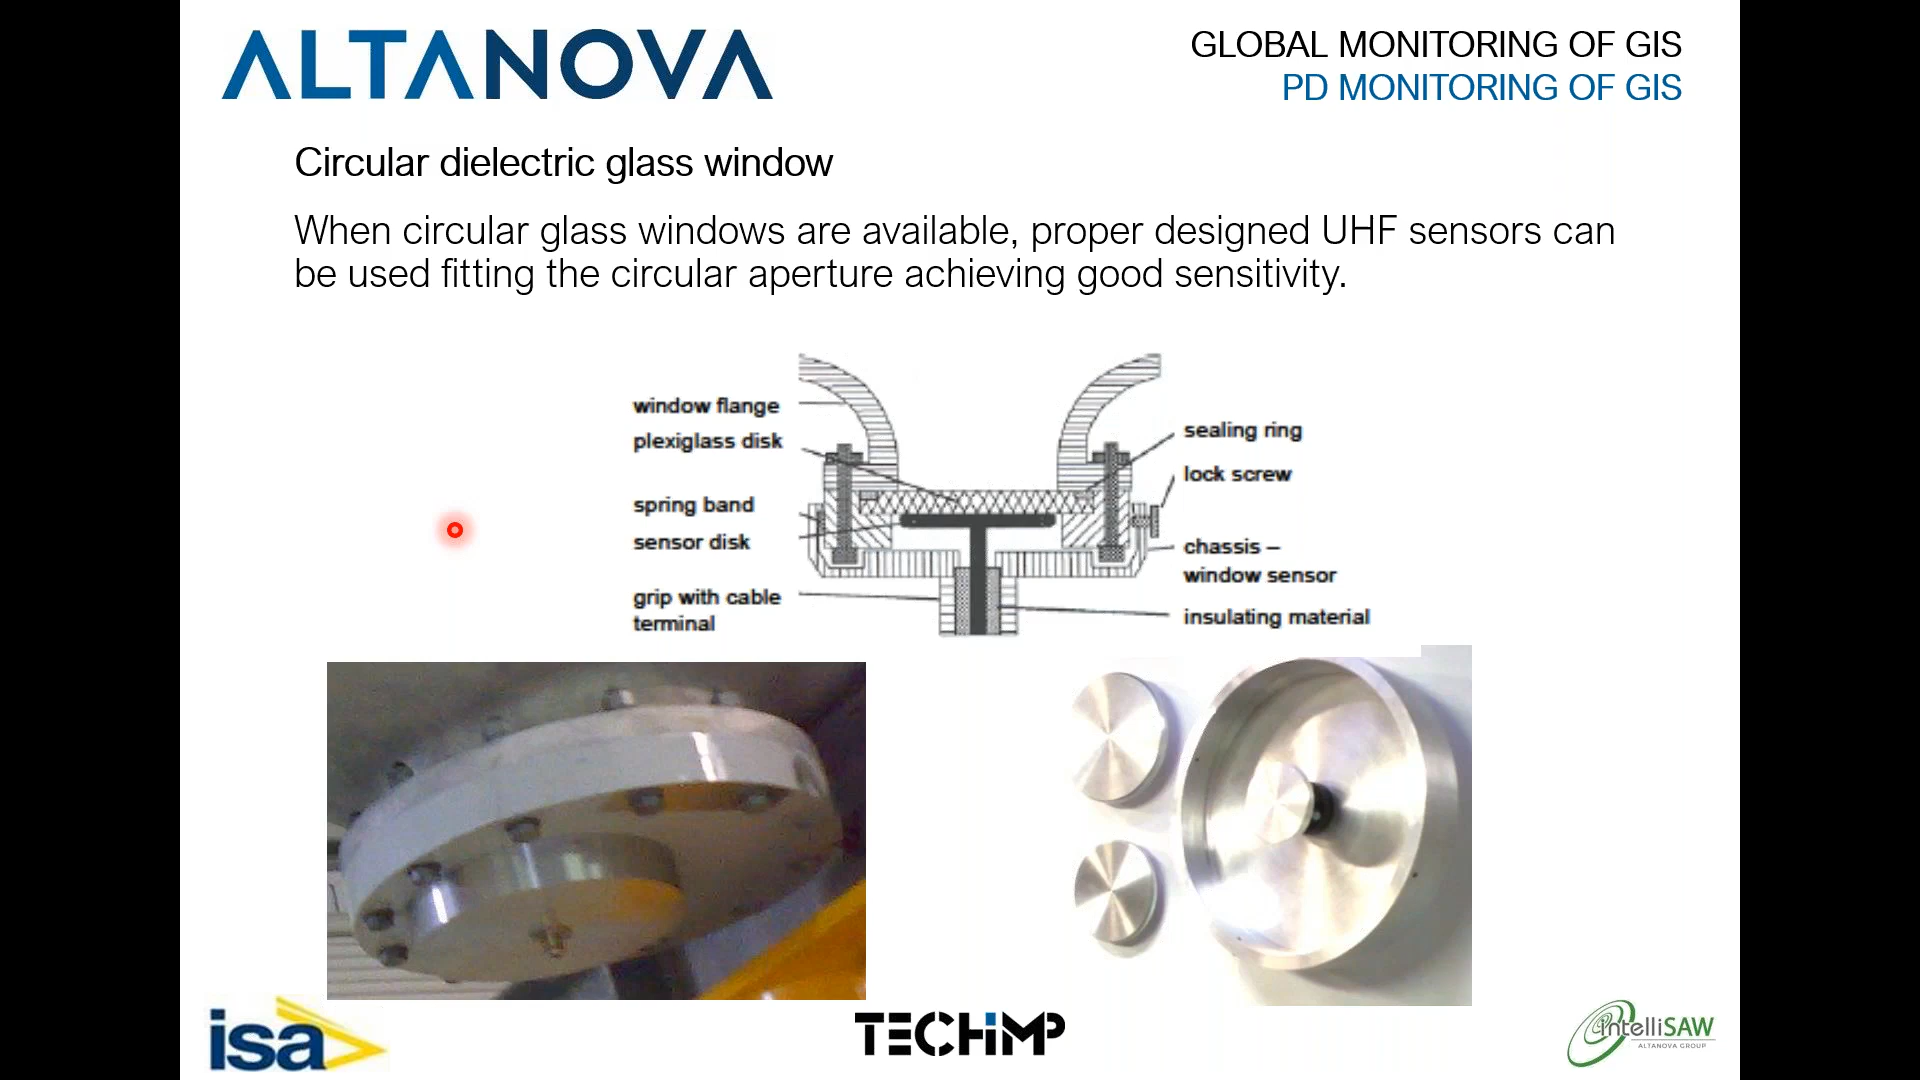 ALTANOVA
GLOBAL MONITORING OF GIS
PD MONITORING OF GIS
Circular dielectric glass window
When circular glass windows are available, proper designed UHF sensors can
be used fitting the circular aperture achieving good sensitivity.
window flange
plexiglass disk
spring band
sensor disk
grip with cable
terminal
sealing ring
lock screw
chassis –
window sensor
insulating material
isa
TECHIMP
intelliSAW
ALTANOVA GROUP